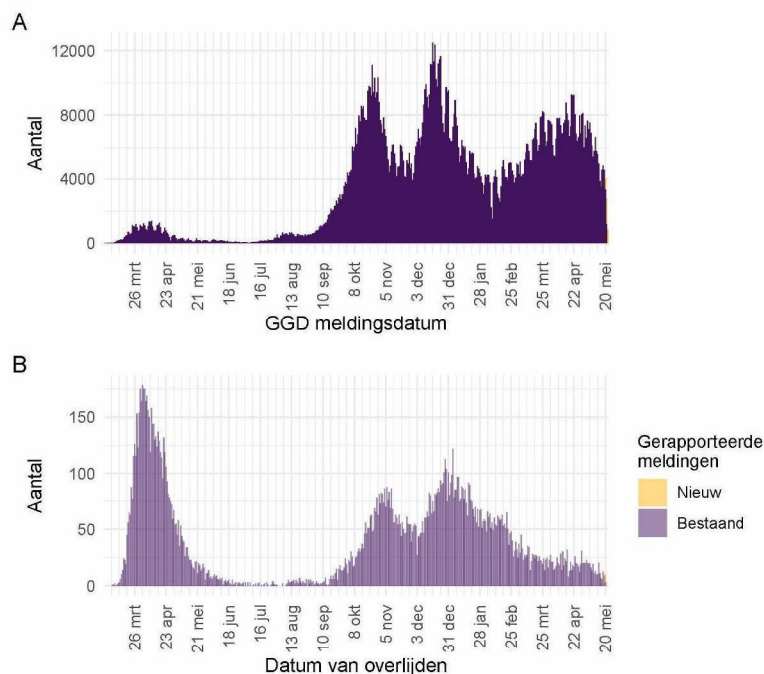 A
12000
8000
4000
0
Aantal
26 mrt
23 apr
21 mei
18 jun
16 jul
13 aug
10 sep
8 okt
5 nov
3 dec
31 dec
28 jan
25 feb
25 mrt
22 apr
20 mei
GGD meldingsdatum
B
150
100
50
0
Aantal
26 mrt
23 apr
21 mei
18 jun
16 jul
13 aug
10 sep
8 okt
5 nov
3 dec
31 dec
28 jan
25 feb
25 mrt
22 apr
20 mei
Datum van overlijden
Gerapporteerde
meldingen
Nieuw
Bestaand